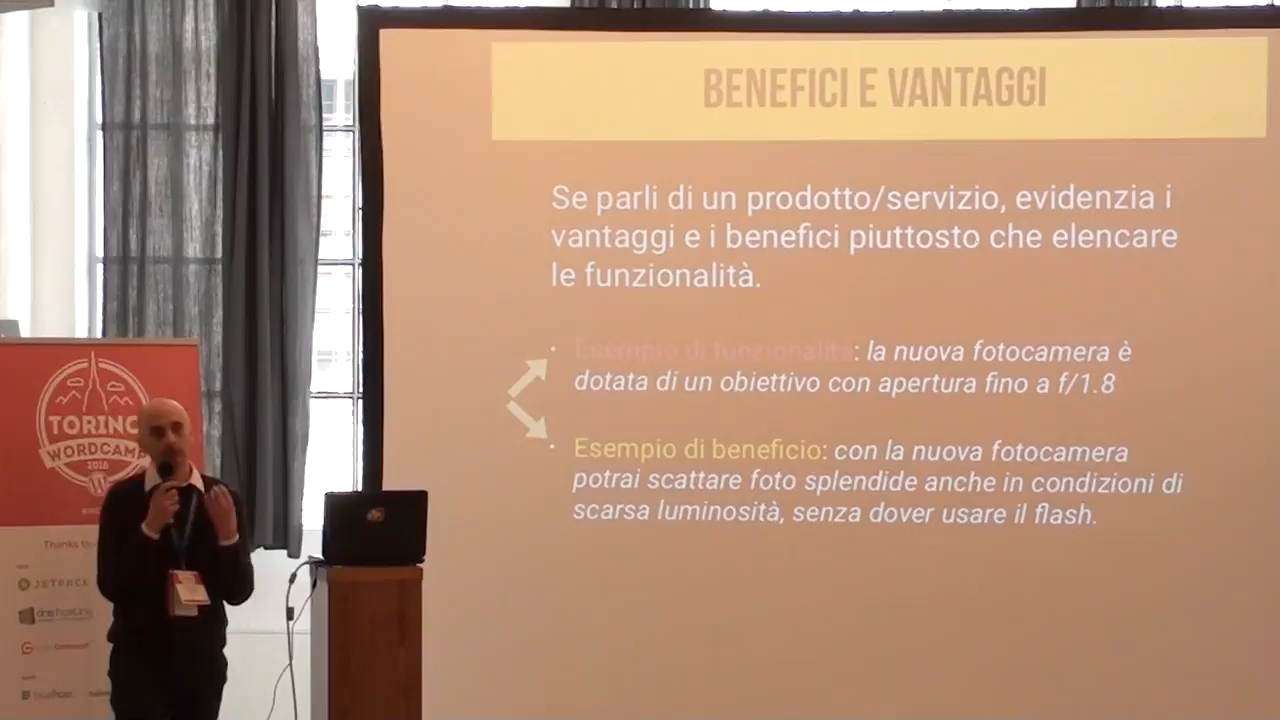 BENEFICI E VANTAGGI
Se parli di un prodotto/servizio, evidenzia i
vantaggi e i benefici piuttosto che elencare
le funzionalità.
Esempio di funzionalità: la nuova fotocamera è
dotata di un obiettivo con apertura fino a f/1.8
Esempio di beneficio: con la nuova fotocamera
potrai scattare foto splendide anche in condizioni di
scarsa luminosità, senza dover usare il flash.
TORINO
WORDCAMP
2016
Thanks
JETPACK